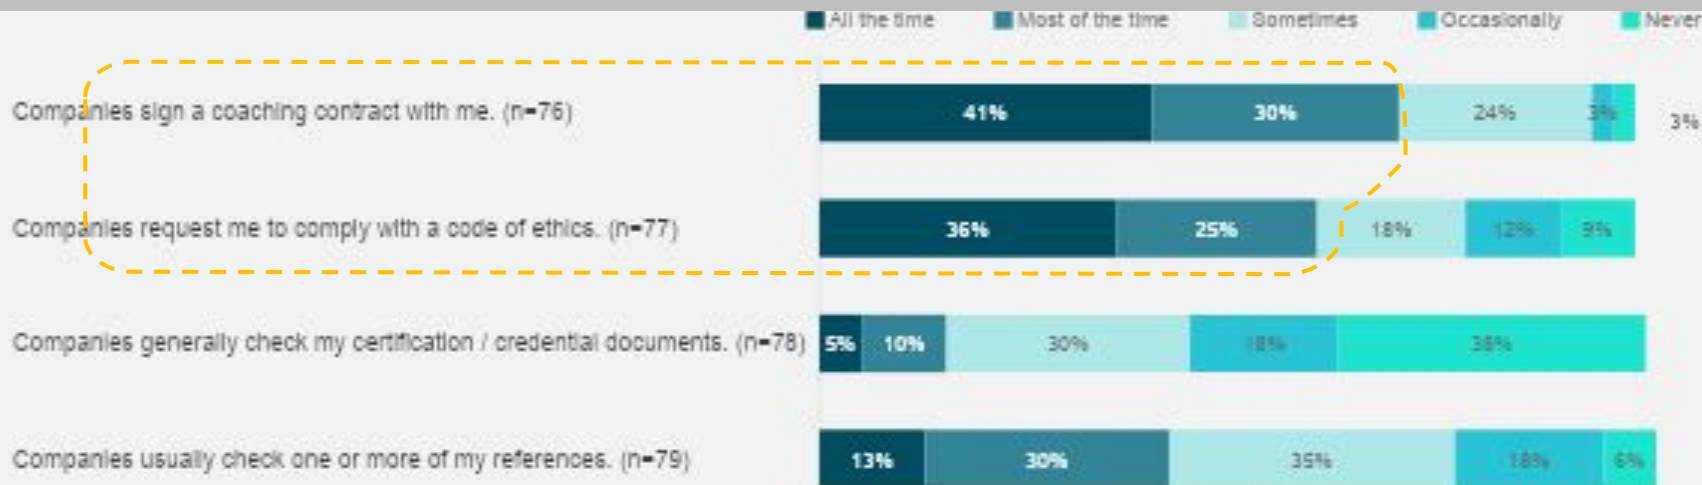 All the time Most of the time Sometimes Occasionally Never
Companies sign a coaching contract with me. (n=76) 41% 30% 24% 3% 3%
Companies request me to comply with a code of ethics. (n=77) 36% 25% 18% 12% 9%
Companies generally check my certification / credential documents. (n=78) 5% 10% 30% 18% 38%
Companies usually check one or more of my references. (n=79) 13% 30% 35% 18% 6%